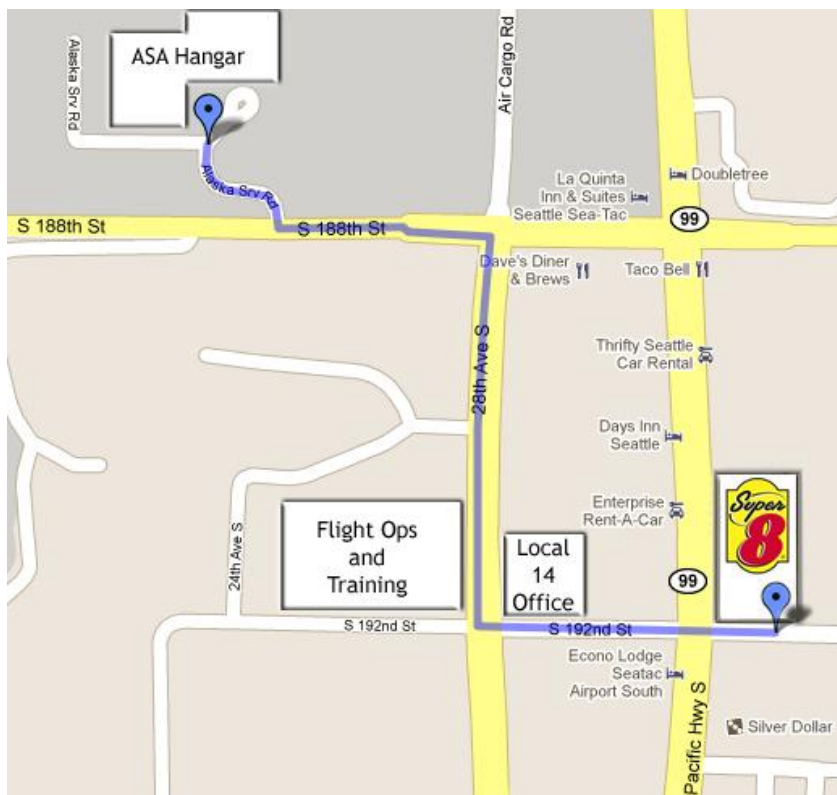 ASA Hangar
Alaska Srv Rd
Air Cargo Rd
Alaska Srv Rd
La Quinta
Inn & Suites
Seattle Sea-Tac
Doubletree
99
S 188th St
S 188th St
Dave's Diner
& Brews
Taco Bell
28th Ave S
Thrifty Seattle
Car Rental
Days Inn
Seattle
Enterprise
Rent-A-Car
Super
8
24th Ave S
Flight Ops
and
Training
Local
14
Office
99
S 192nd St
S 192nd St
Econo Lodge
Seatac
Airport South
Pacific Hwy S
Silver Dollar